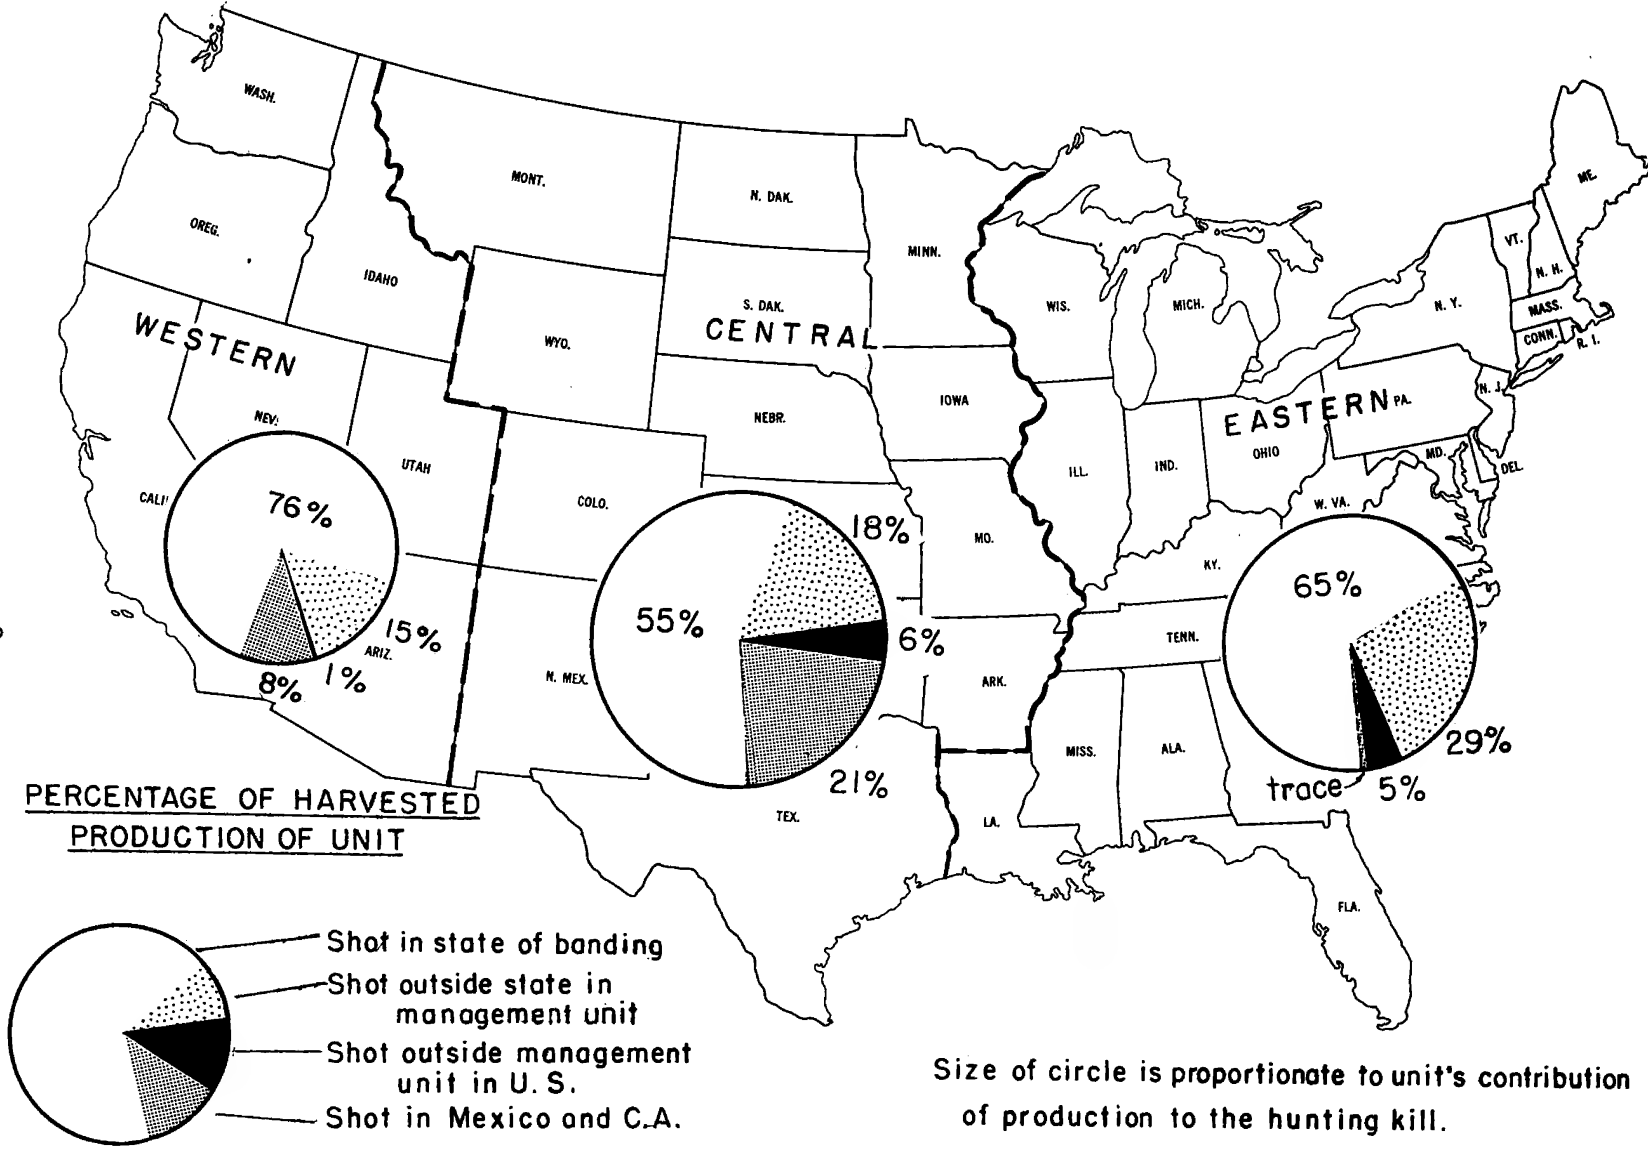 WASH.
MONT.
N. DAK.
MINN.
ME.
OREG.
IDAHO
S. DAK.
WIS.
MICH.
N. Y.
VT.
N. H.
MASS.
CONN.
R. I.
WESTERN
WYO.
CENTRAL
IOWA
EASTERN
PA.
N. J.
NEV.
UTAH
NEBR.
ILL.
IND.
OHIO
MD.
DEL.
CALI
COLO.
MO.
W. VA.
KY.
76%
18%
15%
ARIZ.
1%
8%
55%
6%
21%
65%
29%
5%
trace
N. MEX.
ARK.
TENN.
MISS.
ALA.
TEX.
LA.
FLA.
PERCENTAGE OF HARVESTED
PRODUCTION OF UNIT
Shot in state of banding
Shot outside state in
management unit
Shot outside management
unit in U. S.
Shot in Mexico and C.A.
Size of circle is proportionate to unit's contribution
of production to the hunting kill.